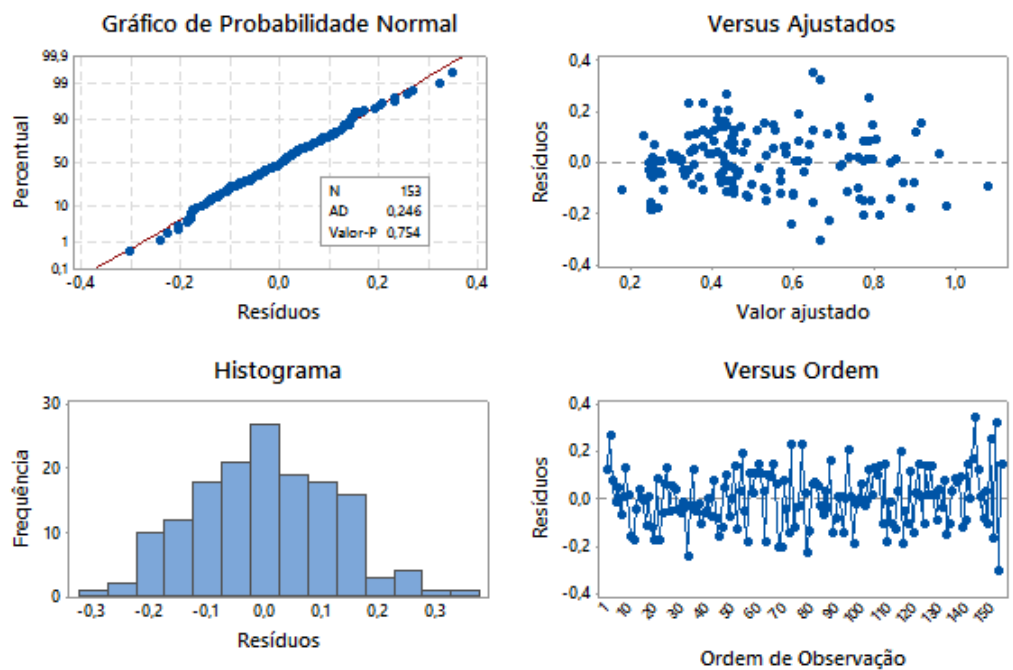 Gráfico de Probabilidade Normal
99,9
99
90
50
10
1
0,1
Percentual
N 153
AD 0,246
Valor-P 0,754
-0,4 -0,2 0,0 0,2 0,4
Resíduos
Versus Ajustados
0,4
0,2
0,0
-0,2
-0,4
Resíduos
0,2 0,4 0,6 0,8 1,0
Valor ajustado
Histograma
30
20
10
0
Frequência
-0,3 -0,2 -0,1 0,0 0,1 0,2 0,3
Resíduos
Versus Ordem
0,4
0,2
0,0
-0,2
-0,4
Resíduos
1 10 20 30 40 50 60 70 80 90 100 110 120 130 140 150
Ordem de Observação